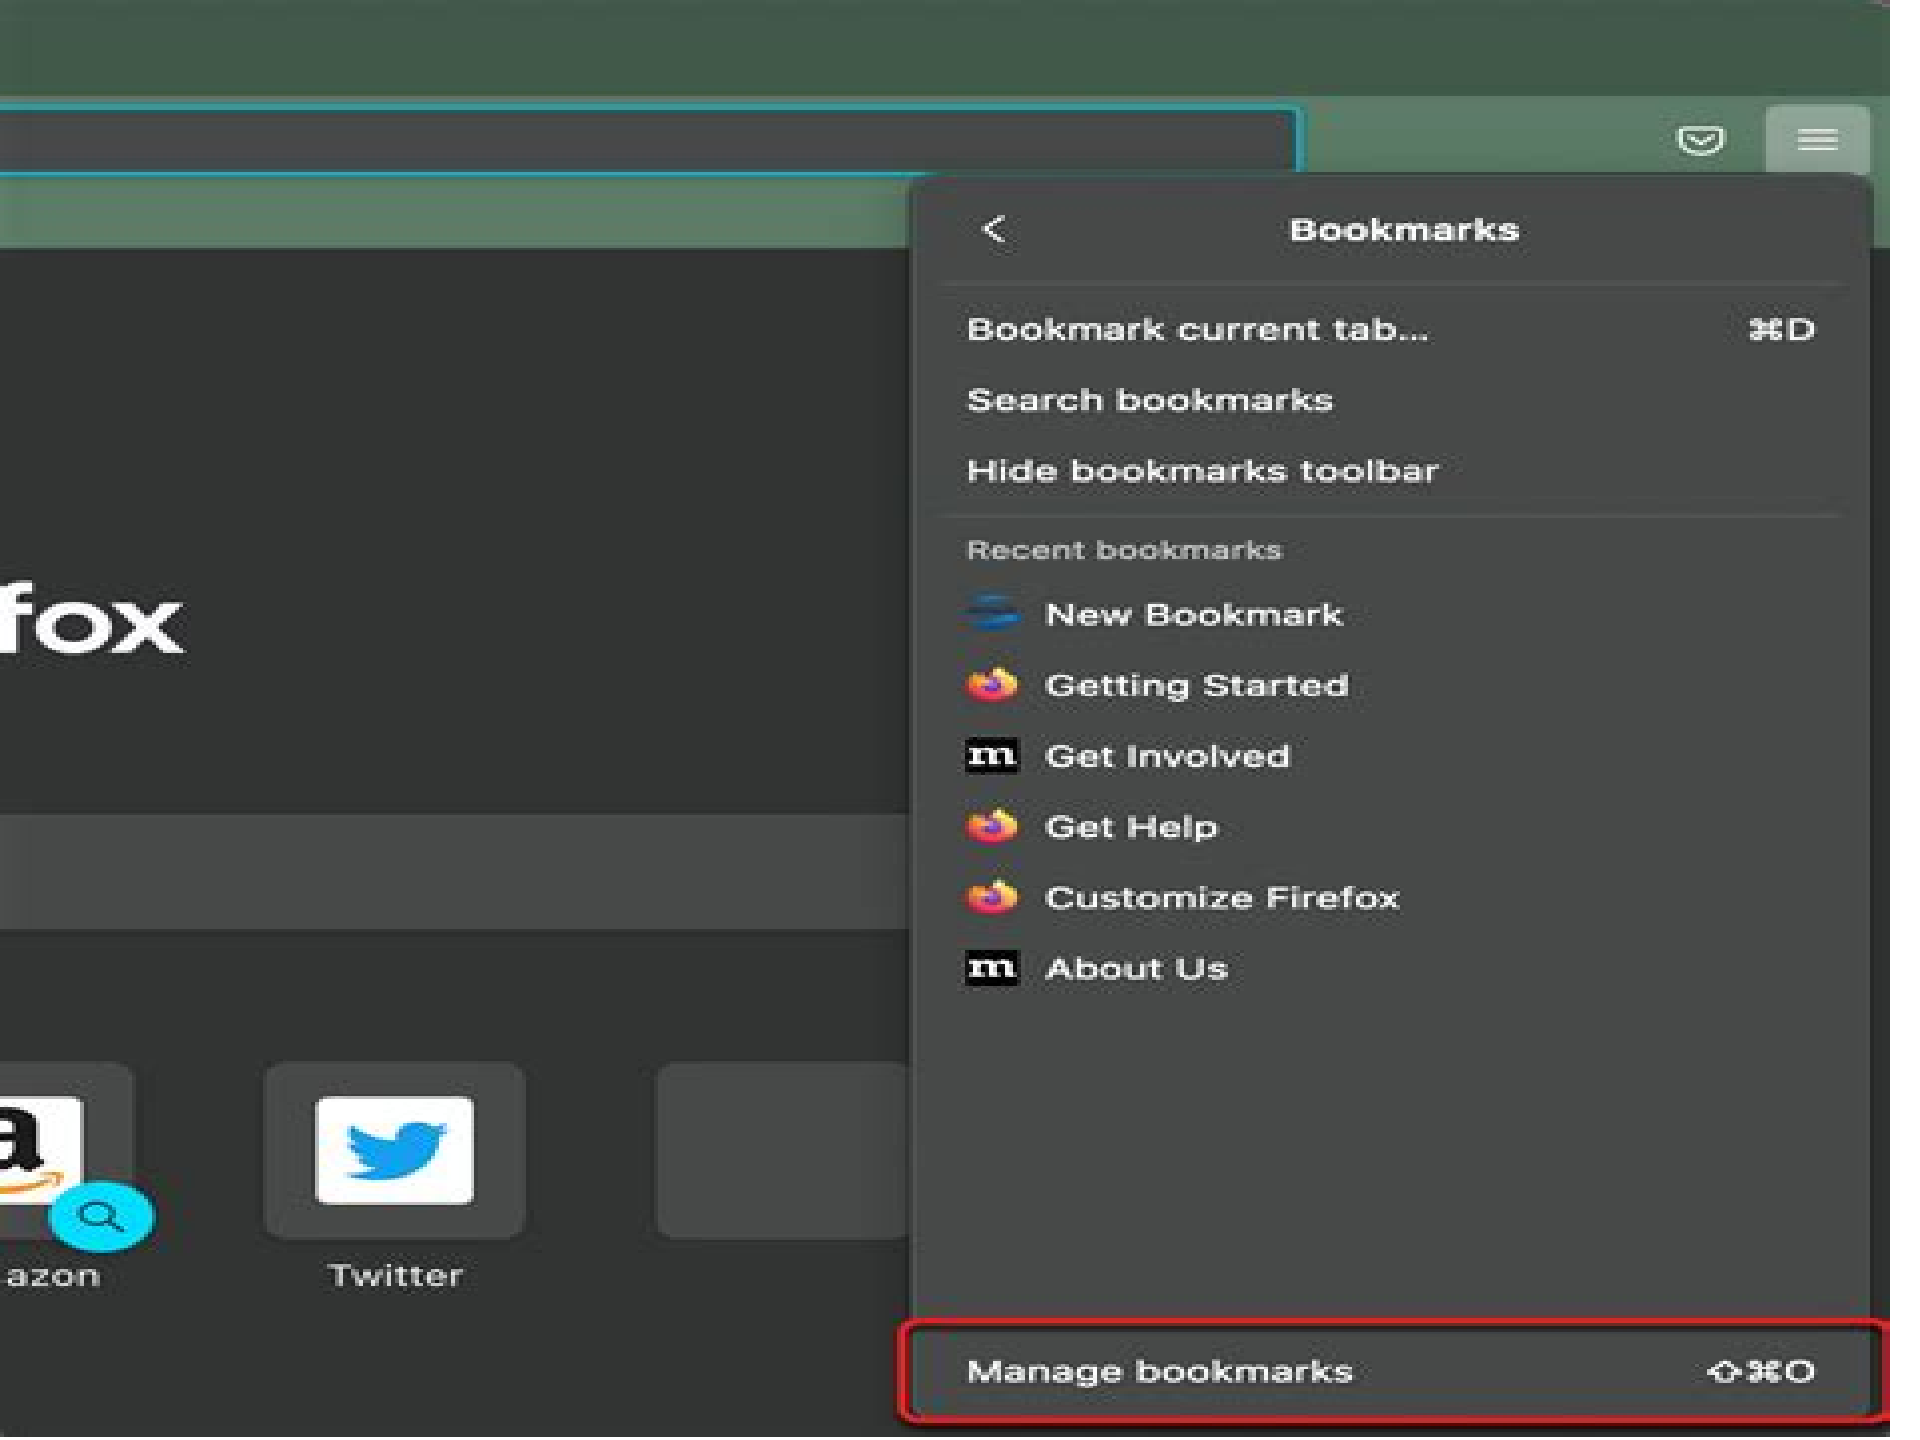 Bookmarks
Bookmark current tab... ⌘D
Search bookmarks
Hide bookmarks toolbar
Recent bookmarks
New Bookmark
Getting Started
m Get Involved
Get Help
Customize Firefox
m About Us
Manage bookmarks ⇧⌘O
fox
a
azon
Twitter